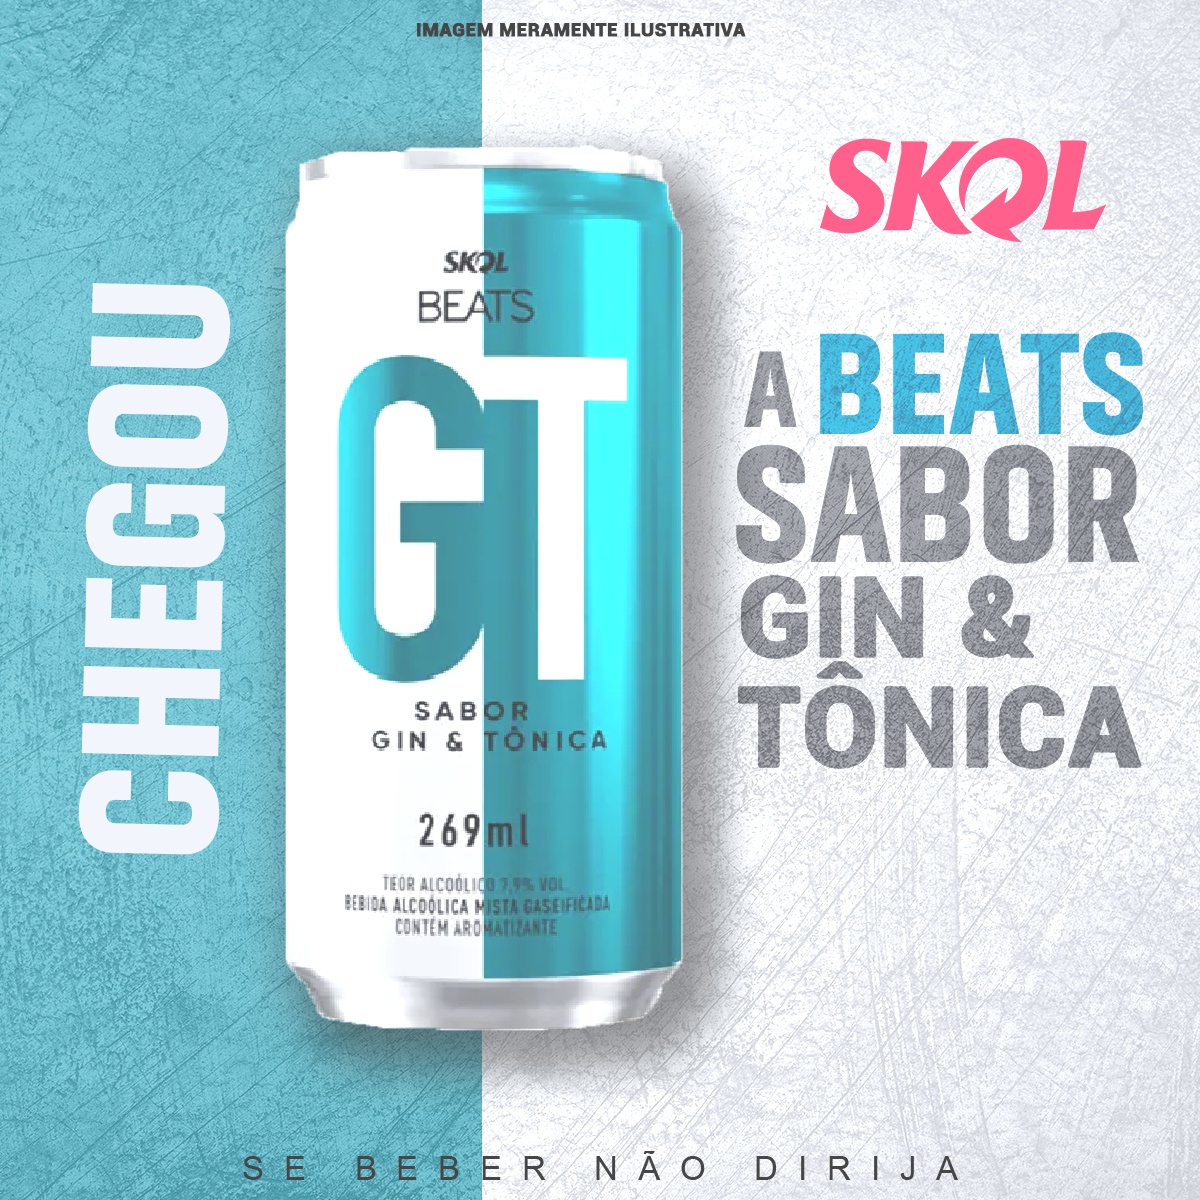 IMAGEM MERAMENTE ILUSTRATIVA
CHEGOU
SKOL
BEATS
GT
SABOR
GIN & TÔNICA
269ml
TEOR ALCOÓLICO 7,9% VOL.
BEBIDA ALCOÓLICA MISTA GASEIFICADA
CONTÉM AROMATIZANTE
SKOL
A BEATS
SABOR
GIN &
TÔNICA
SE BEBER NÃO DIRIJA